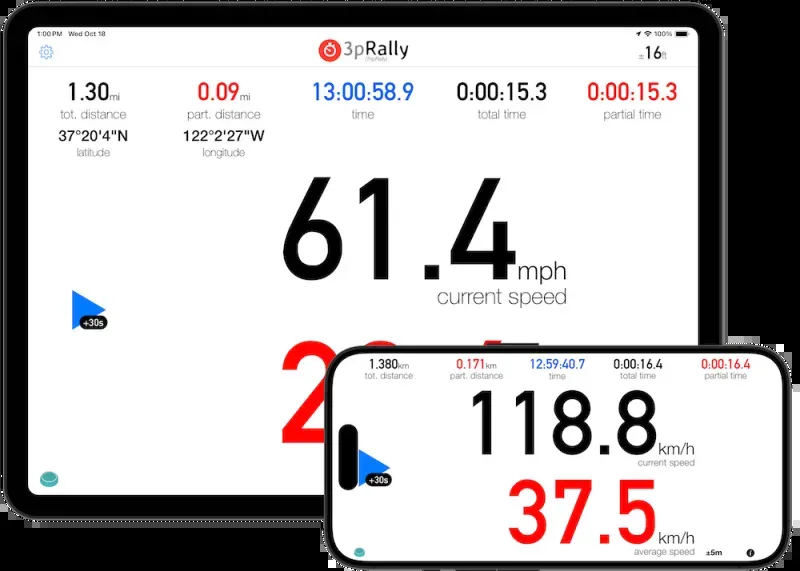 1:00 PM Wed Oct 18 100%
3pRally
(TripRally)
±16ft
1.30mi 0.09mi 13:00:58.9 0:00:15.3 0:00:15.3
tot. distance part. distance time total time partial time
37°20'4"N 122°2'27"W
latitude longitude
61.4mph
current speed
+30s
1.380km 0.171km 12:59:40.7 0:00:16.4 0:00:16.4
tot. distance part. distance time total time partial time
118.8km/h
current speed
+30s
37.5km/h
average speed ±5m